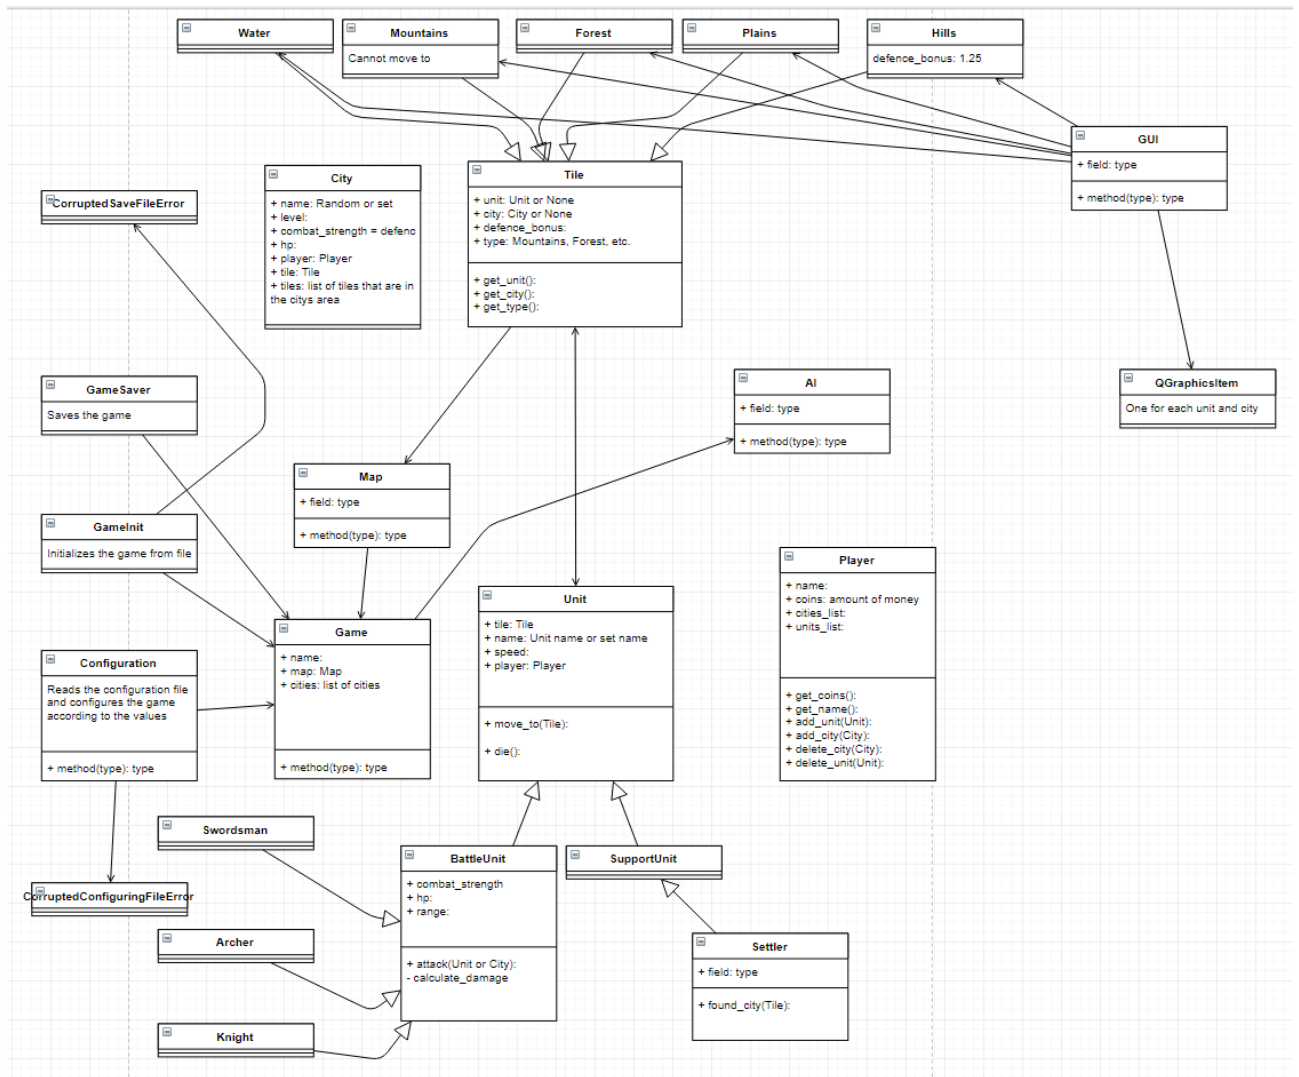 Water
Mountains
Cannot move to
Forest
Plains
Hills
defence_bonus: 1.25
GUI
+ field: type
+ method(type): type
CorruptedSaveFileError
City
+ name: Random or set
+ level:
+ combat_strength = defenc
+ hp:
+ player: Player
+ tile: Tile
+ tiles: list of tiles that are in
the citys area
Tile
+ unit: Unit or None
+ city: City or None
+ defence_bonus:
+ type: Mountains, Forest, etc.
+ get_unit():
+ get_city():
+ get_type():
GameSaver
Saves the game
AI
+ field: type
+ method(type): type
QGraphicsItem
One for each unit and city
Map
+ field: type
+ method(type): type
GameInit
Initializes the game from file
Player
+ name:
+ coins: amount of money
+ cities_list:
+ units_list:
+ get_coins():
+ get_name():
+ add_unit(Unit):
+ add_city(City):
+ delete_city(City):
+ delete_unit(Unit):
Unit
+ tile: Tile
+ name: Unit name or set name
+ speed:
+ player: Player
+ move_to(Tile):
+ die():
Game
+ name:
+ map: Map
+ cities: list of cities
+ method(type): type
Configuration
Reads the configuration file
and configures the game
according to the values
+ method(type): type
Swordsman
BattleUnit
+ combat_strength
+ hp:
+ range:
+ attack(Unit or City):
- calculate_damage
SupportUnit
CorruptedConfiguringFileError
Archer
Settler
+ field: type
+ found_city(Tile):
Knight